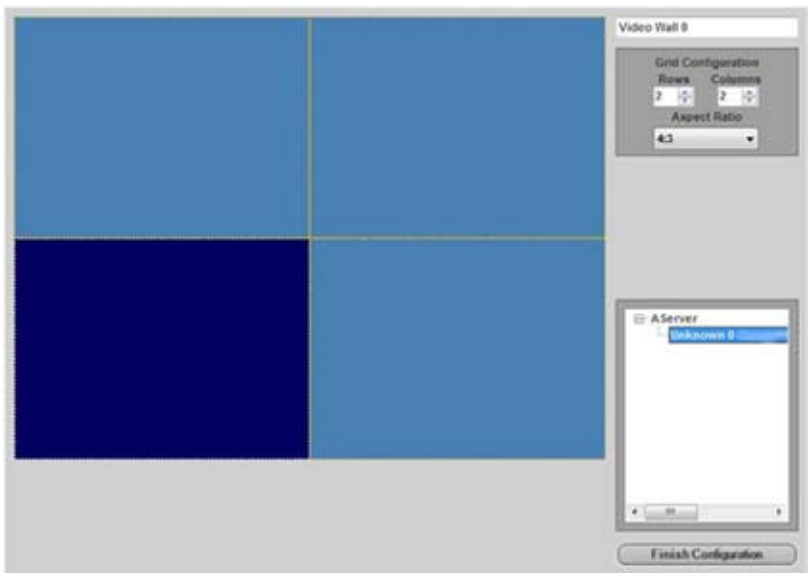 Video Wall 0
Grid Configuration
Rows Columns
2 2
Aspect Ratio
4:3
AServer
Unknown 0
Finish Configuration